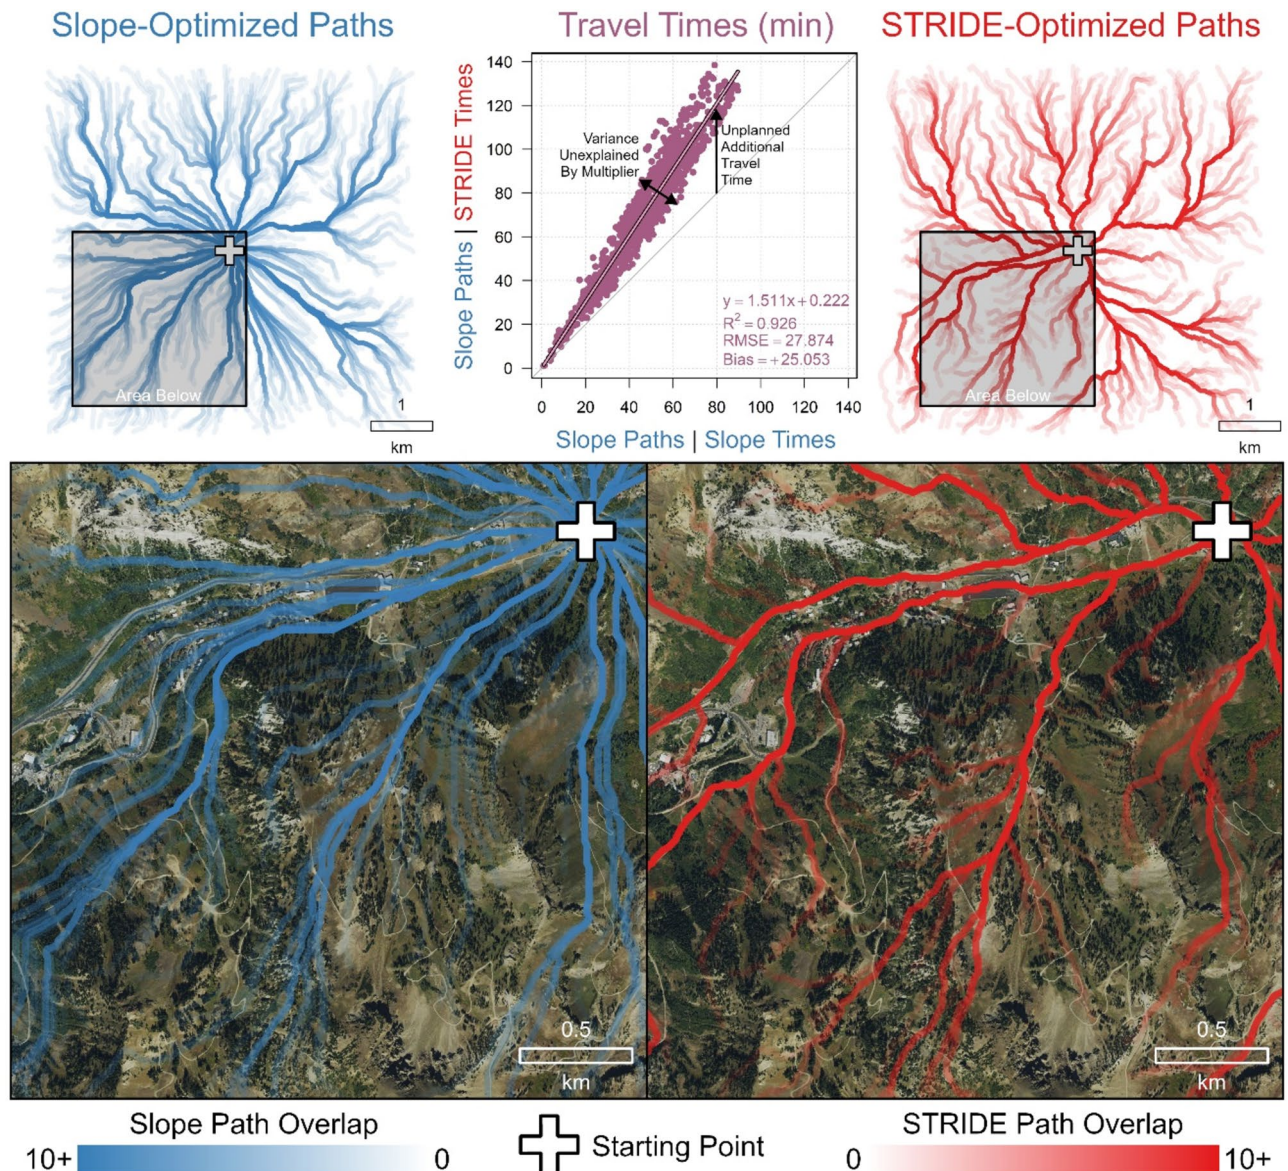 Slope-Optimized Paths
Travel Times (min)
STRIDE-Optimized Paths
Slope Paths | STRIDE Times
140
120
100
80
60
40
20
0
Variance
Unexplained
By Multiplier
Unplanned
Additional
Travel
Time
y = 1.511x + 0.222
R² = 0.926
RMSE = 27.874
Bias = +25.053
0 20 40 60 80 100 120 140
Slope Paths | Slope Times
Area Below
1
km
Area Below
1
km
0.5
km
0.5
km
Slope Path Overlap
10+ 0
Starting Point
STRIDE Path Overlap
0 10+